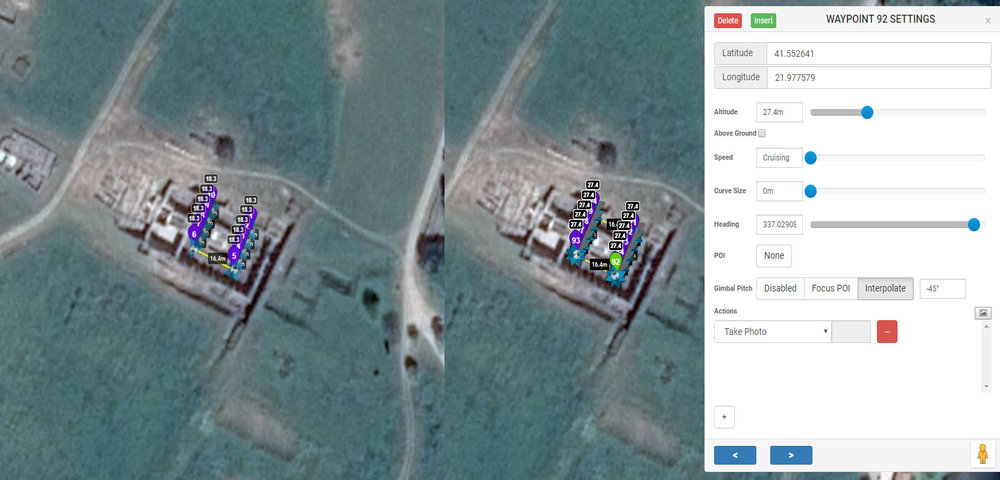 18.3
18.3
18.3
18.3
18.3
18.3
18.3
18.3
18.3
6
5
16.4m
27.4
27.4
27.4
27.4
27.4
27.4
27.4
27.4
27.4
93
92
16.4m
Delete
Insert
WAYPOINT 92 SETTINGS
×
Latitude
41.552641
Longitude
21.977579
Altitude
27.4m
Above Ground
Speed
Cruising
Curve Size
0m
Heading
337.02908
POI
None
Gimbal Pitch
Disabled
Focus POI
Interpolate
-45°
Actions
Take Photo
−
+
<
>